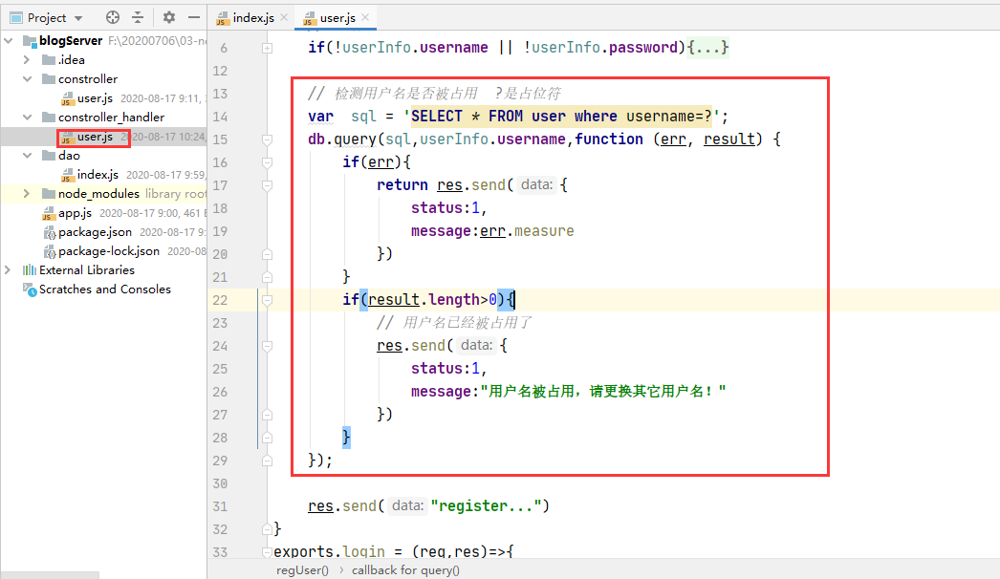 Project
index.js
user.js
blogServer F:\20200706\03-n
.idea
constroller
user.js 2020-08-17 9:11,
constroller_handler
user.js 2020-08-17 10:24,
dao
index.js 2020-08-17 9:59,
node_modules library root
app.js 2020-08-17 9:00, 461 B
package.json 2020-08-17 9:
package-lock.json 2020-08
External Libraries
Scratches and Consoles
6 if(!userInfo.username || !userInfo.password){...}
12
13 // 检测用户名是否被占用 ?是占位符
14 var sql = 'SELECT * FROM user where username=?';
15 db.query(sql,userInfo.username,function (err, result) {
16 if(err){
17 return res.send( data: {
18 status:1,
19 message:err.measure
20 })
21 }
22 if(result.length>0){
23 // 用户名已经被占用了
24 res.send( data: {
25 status:1,
26 message:"用户名被占用，请更换其它用户名！"
27 })
28 }
29 });
30
31 res.send( data: "register...")
32 }
33 exports.login = (req,res)=>{
regUser() › callback for query()